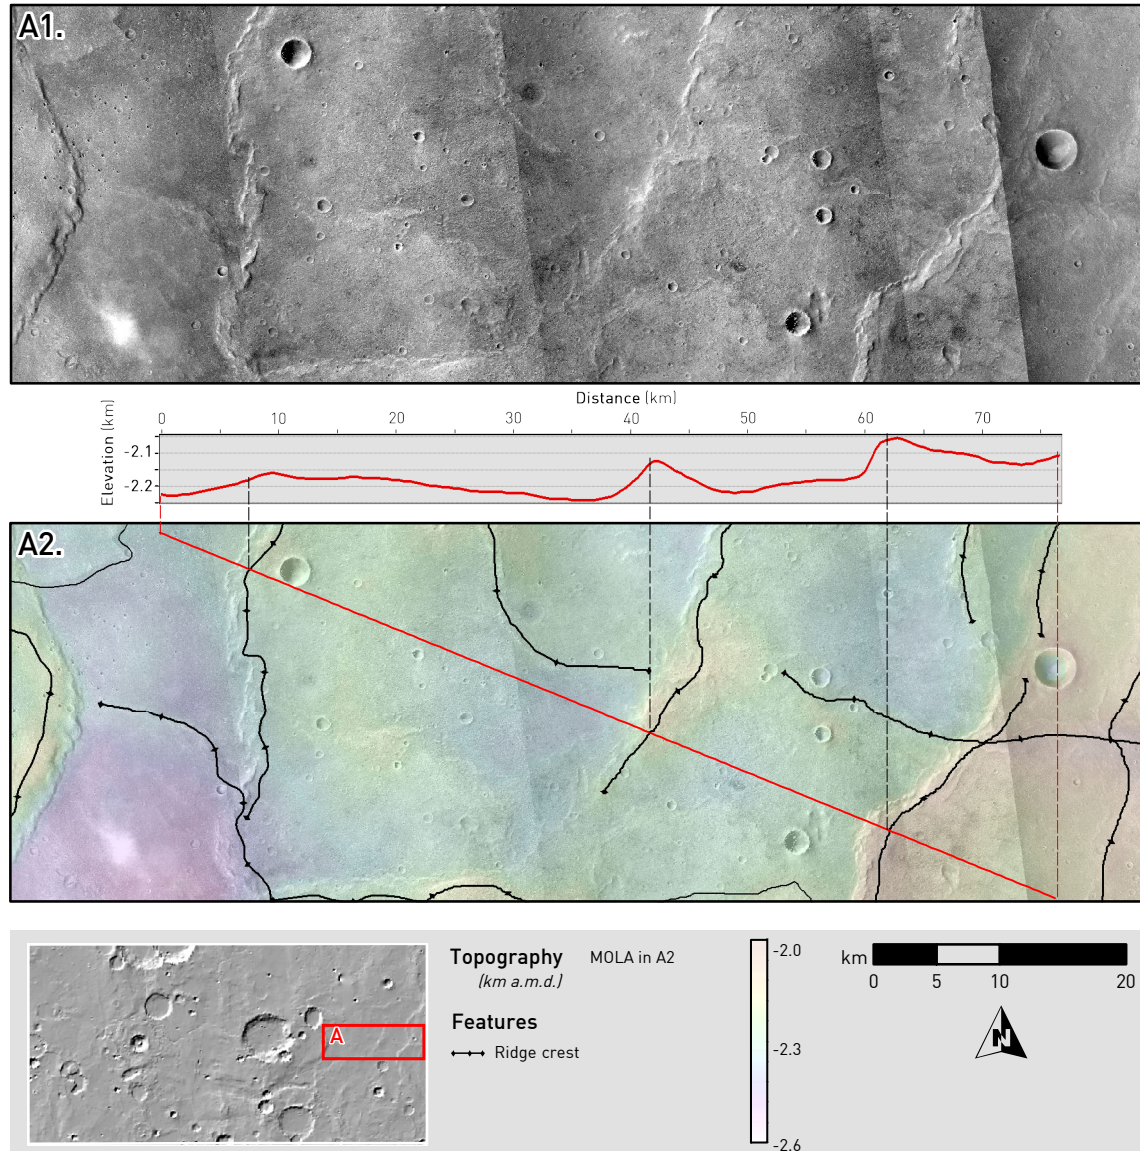 A1.
Distance (km)
0 10 20 30 40 50 60 70
Elevation (km)
-2.1
-2.2
A2.
A
Topography MOLA in A2
(km a.m.d.)
Features
Ridge crest
-2.0
-2.3
-2.6
km
0 5 10 20
N